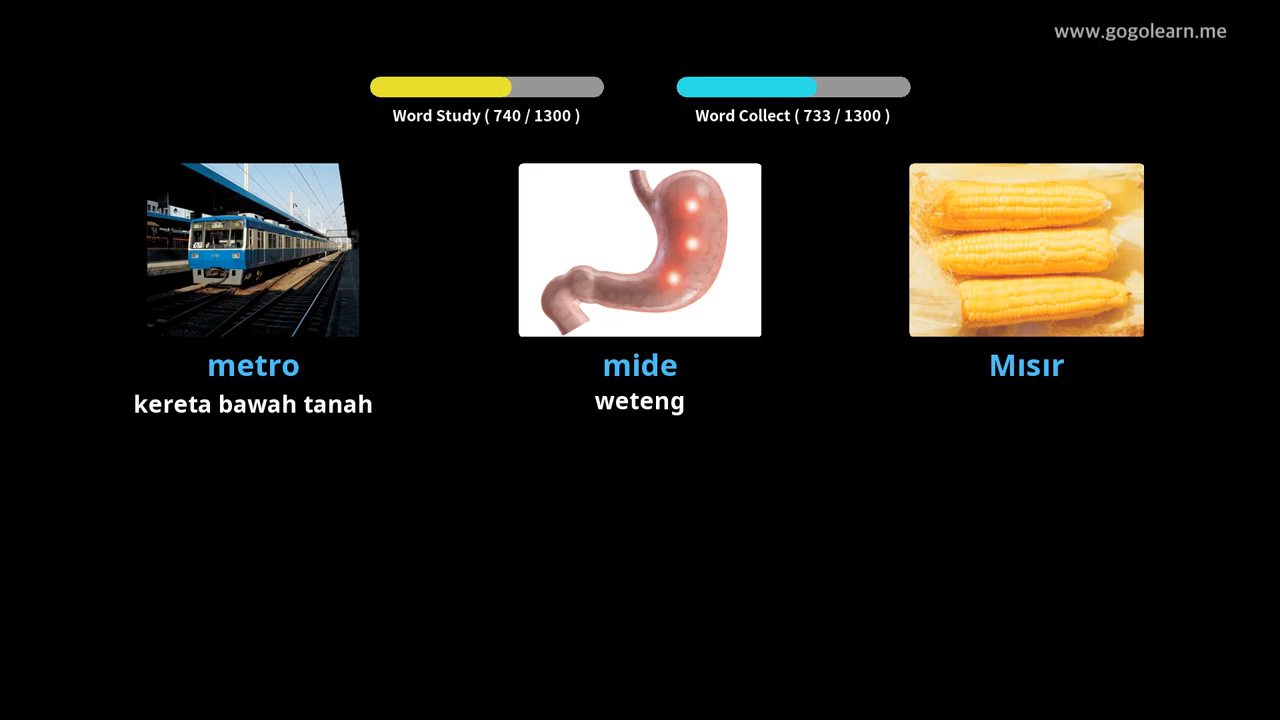 www.gogolearn.me
Word Study ( 740 / 1300 )
Word Collect ( 733 / 1300 )
metro
mide
Mısır
kereta bawah tanah
weteng